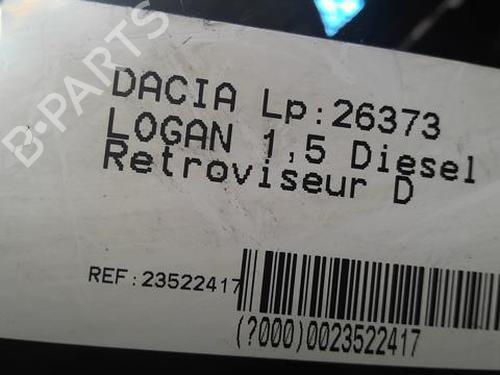 B-PARTS
DACIA Lp:26373
LOGAN 1,5 Diesel
Retroviseur D
REF:23522417
(?000)0023522417